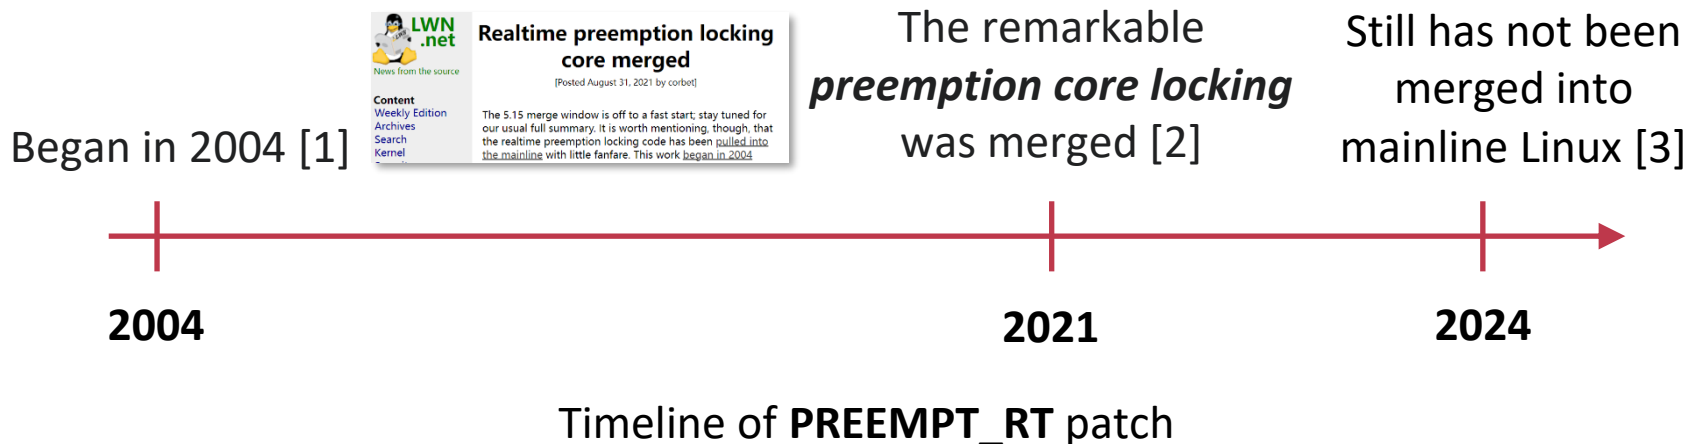 Began in 2004 [1]
LWN
.net
News from the source
Content
Weekly Edition
Archives
Search
Kernel
Realtime preemption locking
core merged
[Posted August 31, 2021 by corbet]
The 5.15 merge window is off to a fast start; stay tuned for
our usual full summary. It is worth mentioning, though, that
the realtime preemption locking code has been pulled into
the mainline with little fanfare. This work began in 2004
The remarkable
preemption core locking
was merged [2]
Still has not been
merged into
mainline Linux [3]
2004
2021
2024
Timeline of PREEMPT_RT patch